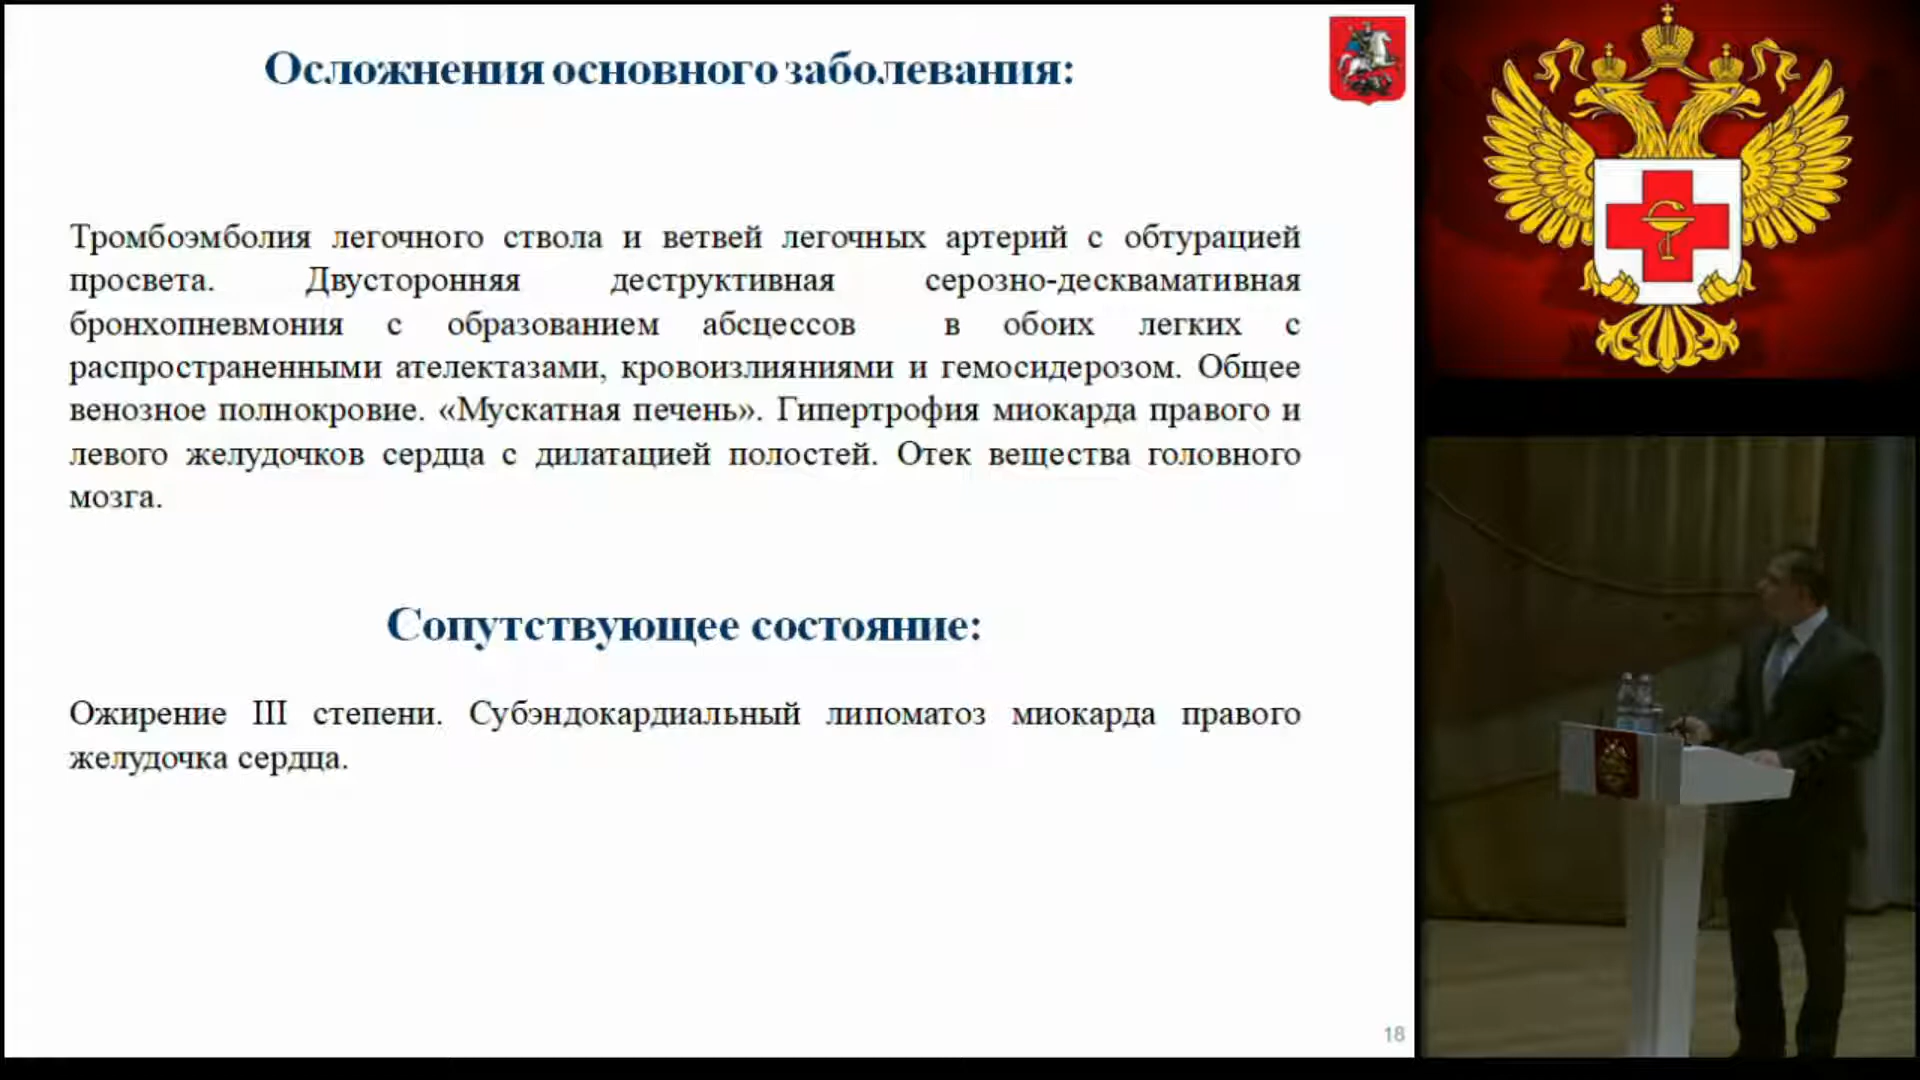 Осложнения основного заболевания:
Тромбоэмболия легочного ствола и ветвей легочных артерий с обтурацией
просвета. Двусторонняя деструктивная серозно-десквамативная
бронхопневмония с образованием абсцессов в обоих легких с
распространенными ателектазами, кровоизлияниями и гемосидерозом. Общее
венозное полнокровие. «Мускатная печень». Гипертрофия миокарда правого и
левого желудочков сердца с дилатацией полостей. Отек вещества головного
мозга.
Сопутствующее состояние:
Ожирение III степени. Субэндокардиальный липоматоз миокарда правого
желудочка сердца.
18